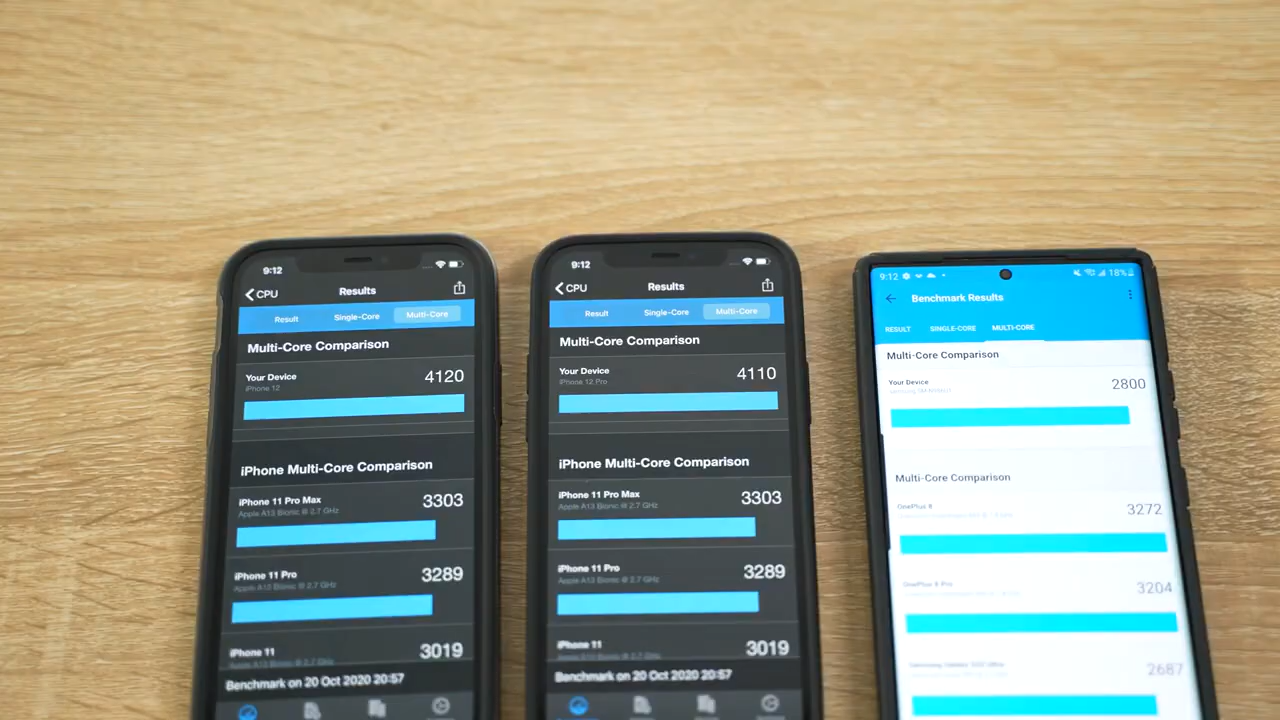 9:12
CPU
Results
Result Single-Core Multi-Core
Multi-Core Comparison
Your Device
iPhone 12
4120
iPhone Multi-Core Comparison
iPhone 11 Pro Max
Apple A13 Bionic @ 2.7 GHz
3303
iPhone 11 Pro
Apple A13 Bionic @ 2.7 GHz
3289
iPhone 11
3019
Benchmark on 20 Oct 2020 20:57
9:12
CPU
Results
Result Single-Core Multi-Core
Multi-Core Comparison
Your Device
iPhone 12 Pro
4110
iPhone Multi-Core Comparison
iPhone 11 Pro Max
Apple A13 Bionic @ 2.7 GHz
3303
iPhone 11 Pro
Apple A13 Bionic @ 2.7 GHz
3289
iPhone 11
3019
Benchmark on 20 Oct 2020 20:57
9:12 18%
Benchmark Results
RESULT SINGLE-CORE MULTI-CORE
Multi-Core Comparison
Your Device
samsung
2800
Multi-Core Comparison
OnePlus 8
3272
OnePlus 8 Pro
3204
Samsung Galaxy S20 Ultra
2687